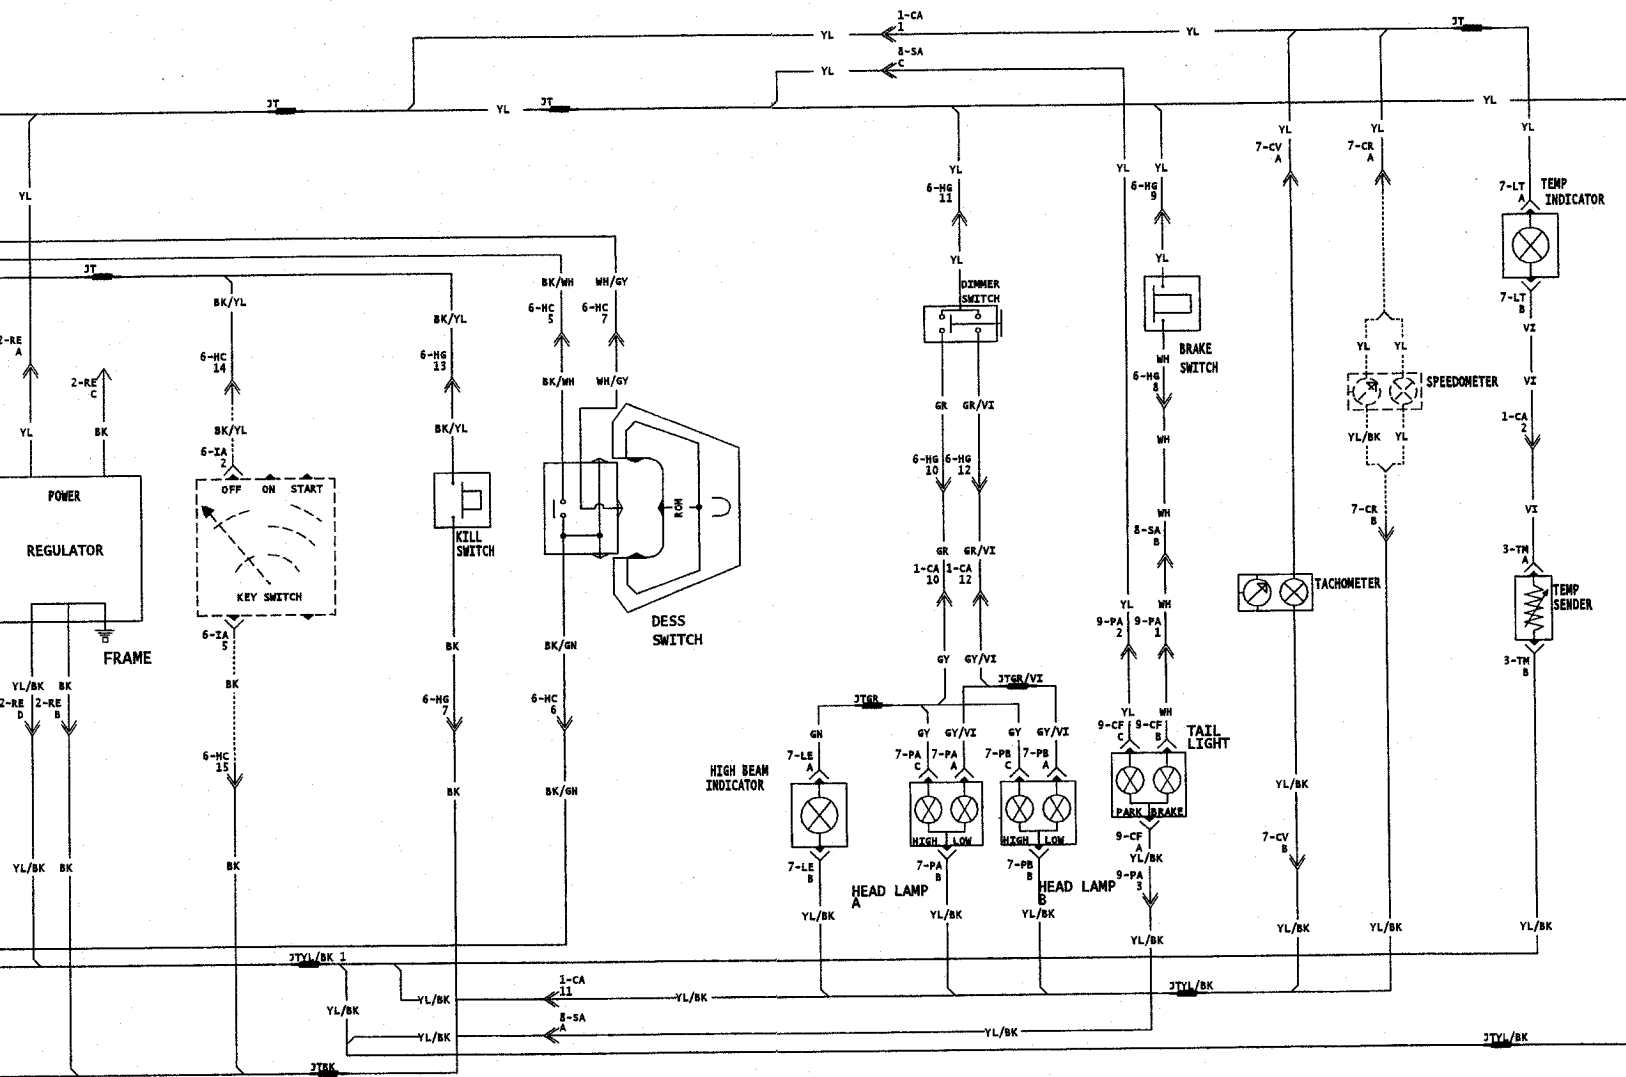 1-CA
1
YL
YL
JT
8-SA
C
YL
JT
YL
JT
YL
YL
YL
YL
YL
YL
YL
7-CV
A
7-CR
A
YL
6-HG
11
YL
6-HG
9
7-LT
A
TEMP
INDICATOR
YL
YL
JT
BK/YL
BK/WH
WH/GY
6-HC
5
6-HC
7
BK/YL
DIMMER
SWITCH
7-LT
B
VI
2-RE
A
6-HC
14
6-HG
13
BRAKE
SWITCH
WH
6-HG
8
YL
YL
2-RE
C
BK/WH
WH/GY
SPEEDOMETER
VI
1-CA
2
GR
GR/VI
YL
BK
BK/YL
BK/YL
WH
YL/BK
YL
6-IA
2
6-HG
10
6-HG
12
OFF
ON
START
POWER
REGULATOR
ROM
WH
8-SA
B
7-CR
B
VI
KILL
SWITCH
GR
GR/VI
1-CA
10
1-CA
12
3-TM
A
KEY SWITCH
TACHOMETER
TEMP
SENDER
YL
WH
9-PA
2
9-PA
1
DESS
SWITCH
6-IA
5
FRAME
BK
BK/GN
GY
GY/VI
3-TM
B
YL/BK
BK
BK
2-RE
D
2-RE
B
6-HG
7
6-HC
6
JTGR
JTGR/VI
YL
WH
9-CF
C
9-CF
B
TAIL
LIGHT
GN
GY
GY/VI
GY
GY/VI
7-LE
A
7-PA
C
7-PA
A
7-PB
C
7-PB
A
6-HC
15
HIGH BEAM
INDICATOR
BK
BK/GN
YL/BK
PARK
BRAKE
HIGH
LOW
HIGH
LOW
9-CF
A
YL/BK
7-CV
B
YL/BK
BK
BK
7-LE
B
7-PA
B
7-PB
B
9-PA
3
HEAD LAMP
A
HEAD LAMP
B
YL/BK
YL/BK
YL/BK
YL/BK
YL/BK
YL/BK
YL/BK
JTYL/BK 1
1-CA
11
YL/BK
YL/BK
JTYL/BK
YL/BK
8-SA
A
YL/BK
YL/BK
JTYL/BK
JTBK